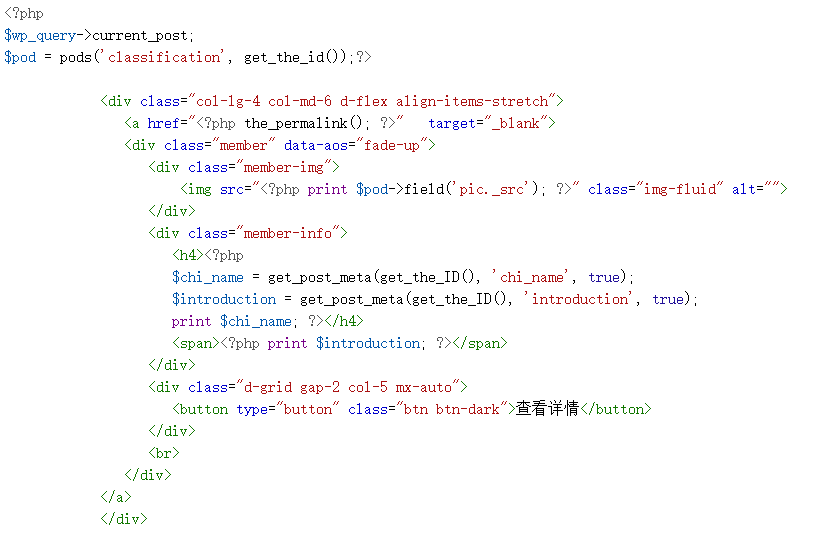 <?php
$wp_query->current_post;
$pod = pods('classification', get_the_id());?>
<div class="col-lg-4 col-md-6 d-flex align-items-stretch">
<a href="<?php the_permalink(); ?>"   target="_blank">
<div class="member" data-aos="fade-up">
<div class="member-img">
<img src="<?php print $pod->field('pic._src'); ?>" class="img-fluid" alt="">
</div>
<div class="member-info">
<h4><?php
$chi_name = get_post_meta(get_the_ID(), 'chi_name', true);
$introduction = get_post_meta(get_the_ID(), 'introduction', true);
print $chi_name; ?></h4>
<span><?php print $introduction; ?></span>
</div>
<div class="d-grid gap-2 col-5 mx-auto">
<button type="button" class="btn btn-dark">查看详情</button>
</div>
<br>
</div>
</a>
</div>